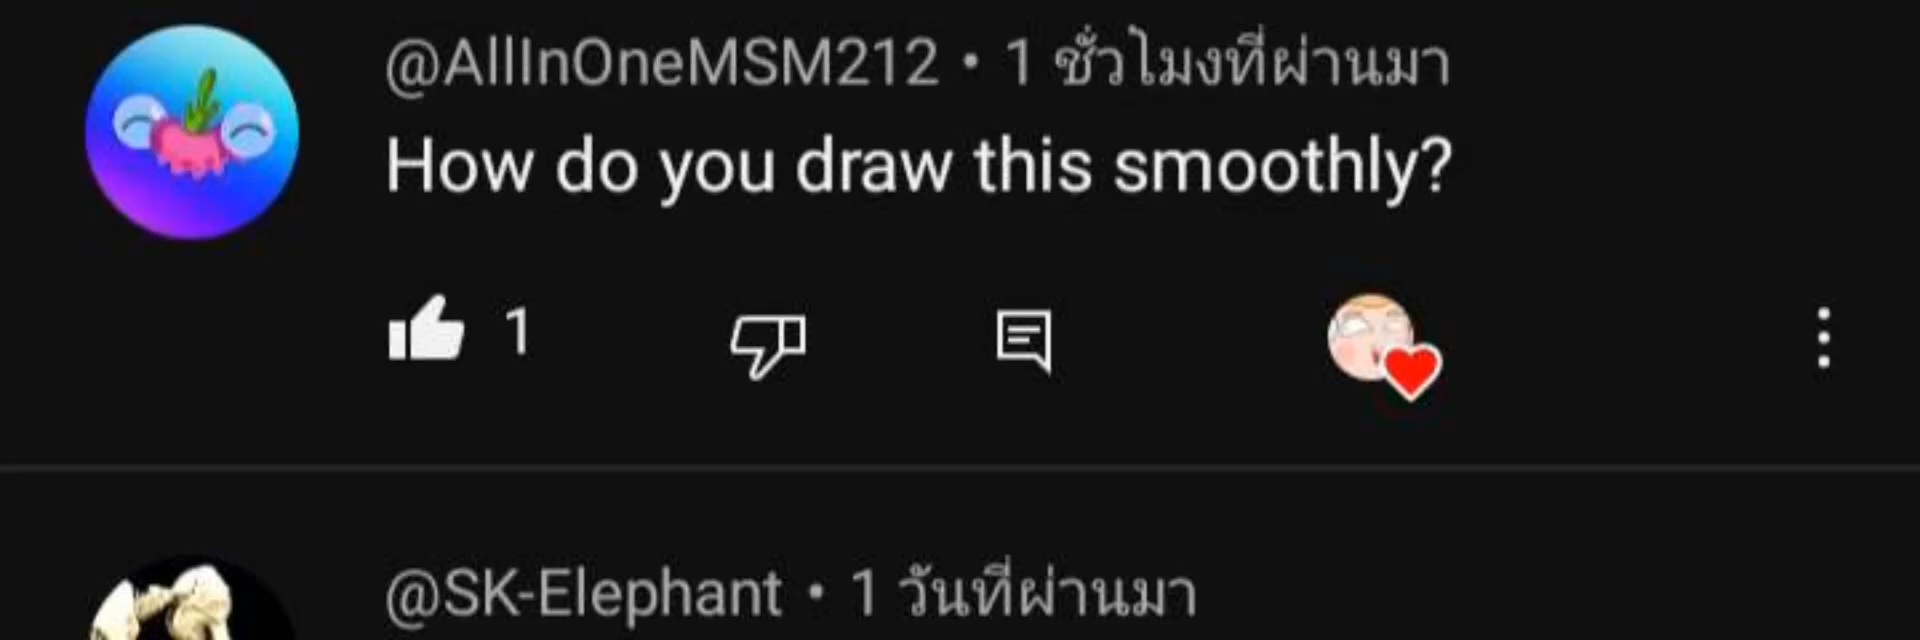 @AllInOneMSM212 • 1 ชั่วโมงที่ผ่านมา
How do you draw this smoothly?
1
@SK-Elephant • 1 วันที่ผ่านมา